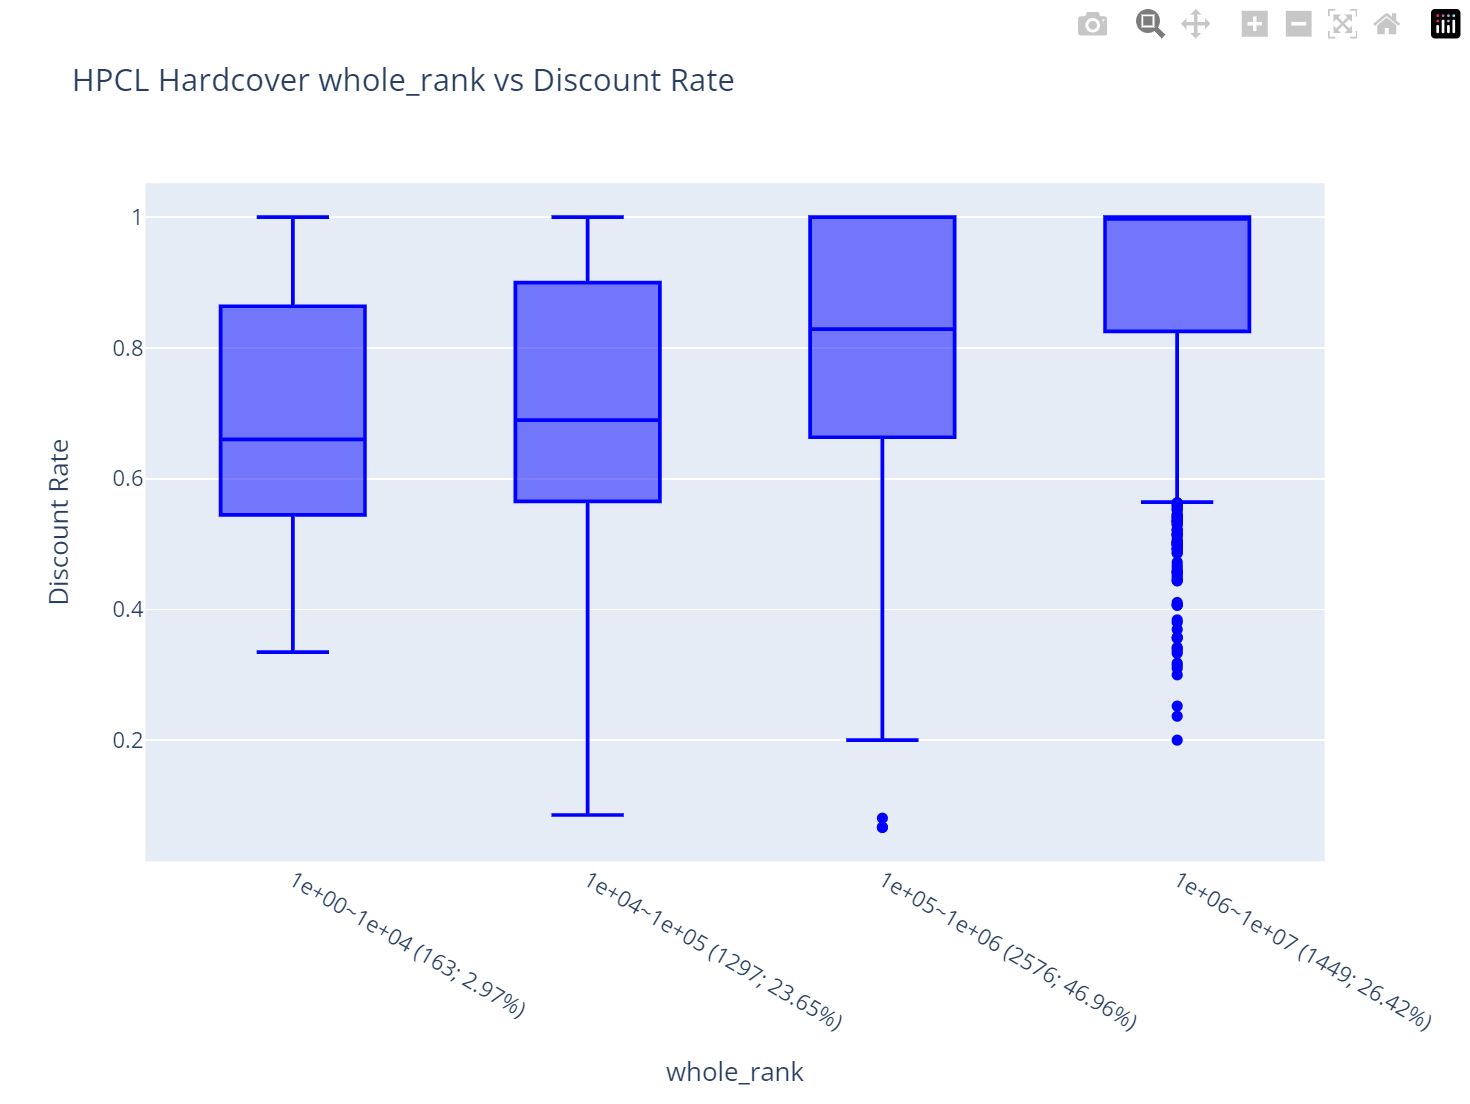 HPCL Hardcover whole_rank vs Discount Rate
Discount Rate
1
0.8
0.6
0.4
0.2
1e+00~1e+04 (163; 2.97%)
1e+04~1e+05 (1297; 23.65%)
1e+05~1e+06 (2576; 46.96%)
1e+06~1e+07 (1449; 26.42%)
whole_rank